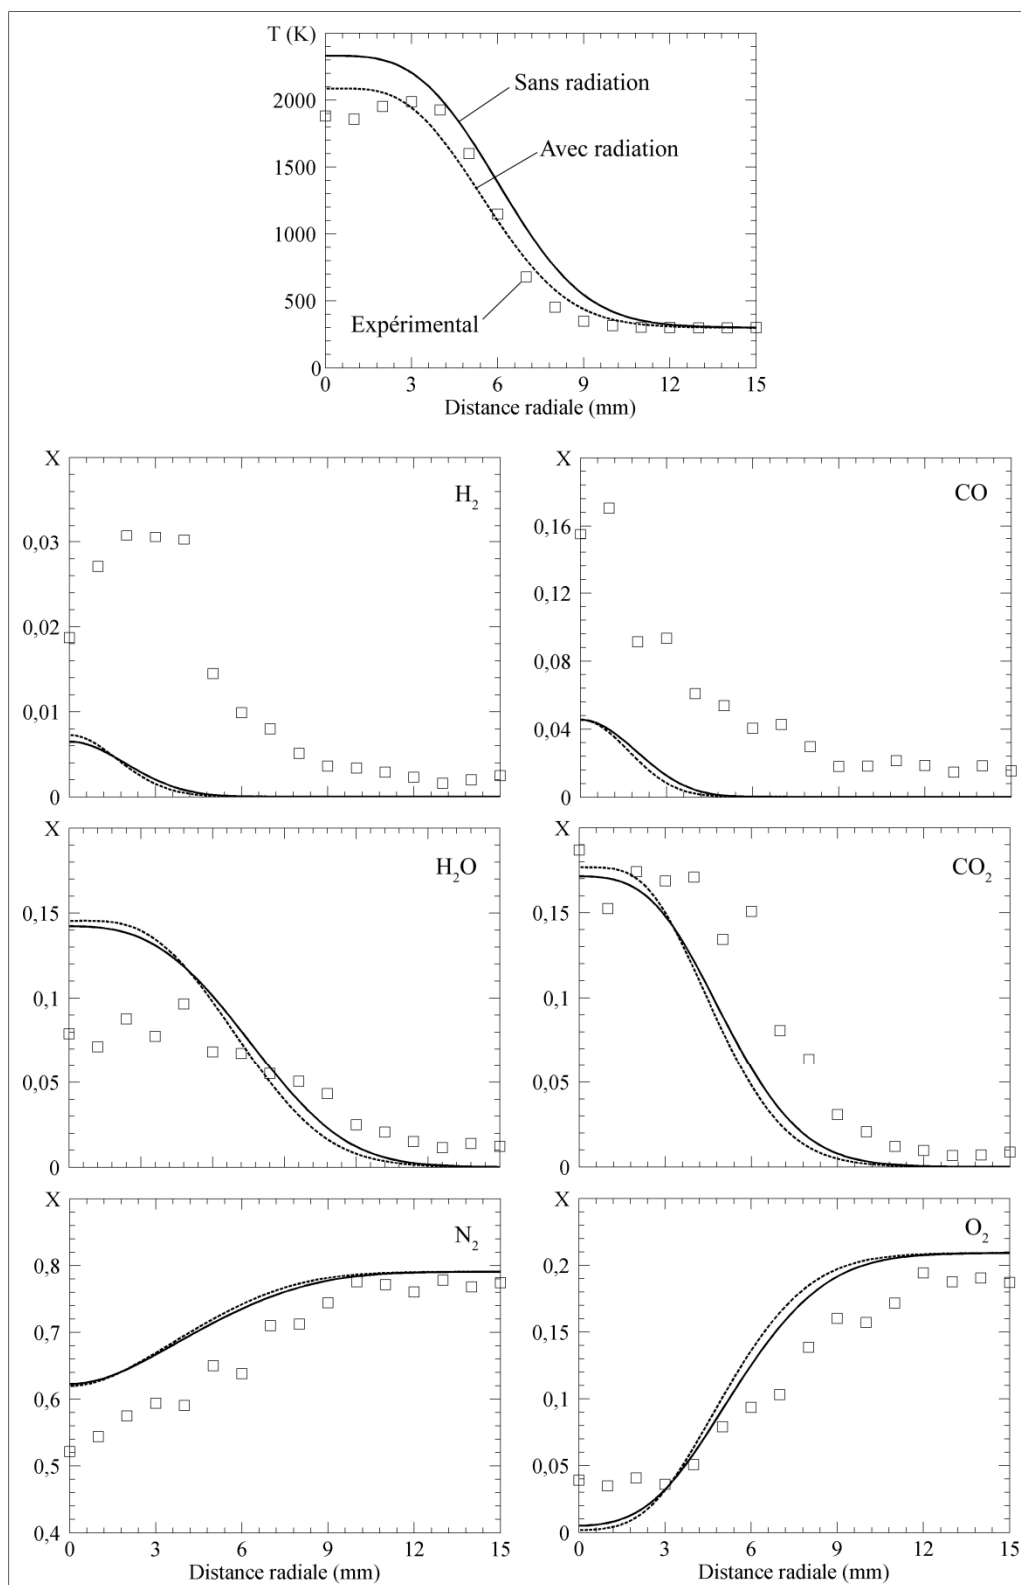 T (K)
2000
1500
1000
500
0
Sans radiation
Avec radiation
Expérimental
0 3 6 9 12 15
Distance radiale (mm)
X
H2
0,03
0,02
0,01
0
X
CO
0,16
0,12
0,08
0,04
0
X
H2O
0,15
0,1
0,05
0
X
CO2
0,15
0,1
0,05
0
X
N2
0,8
0,7
0,6
0,5
0,4
0 3 6 9 12 15
Distance radiale (mm)
X
O2
0,2
0,15
0,1
0,05
0
0 3 6 9 12 15
Distance radiale (mm)